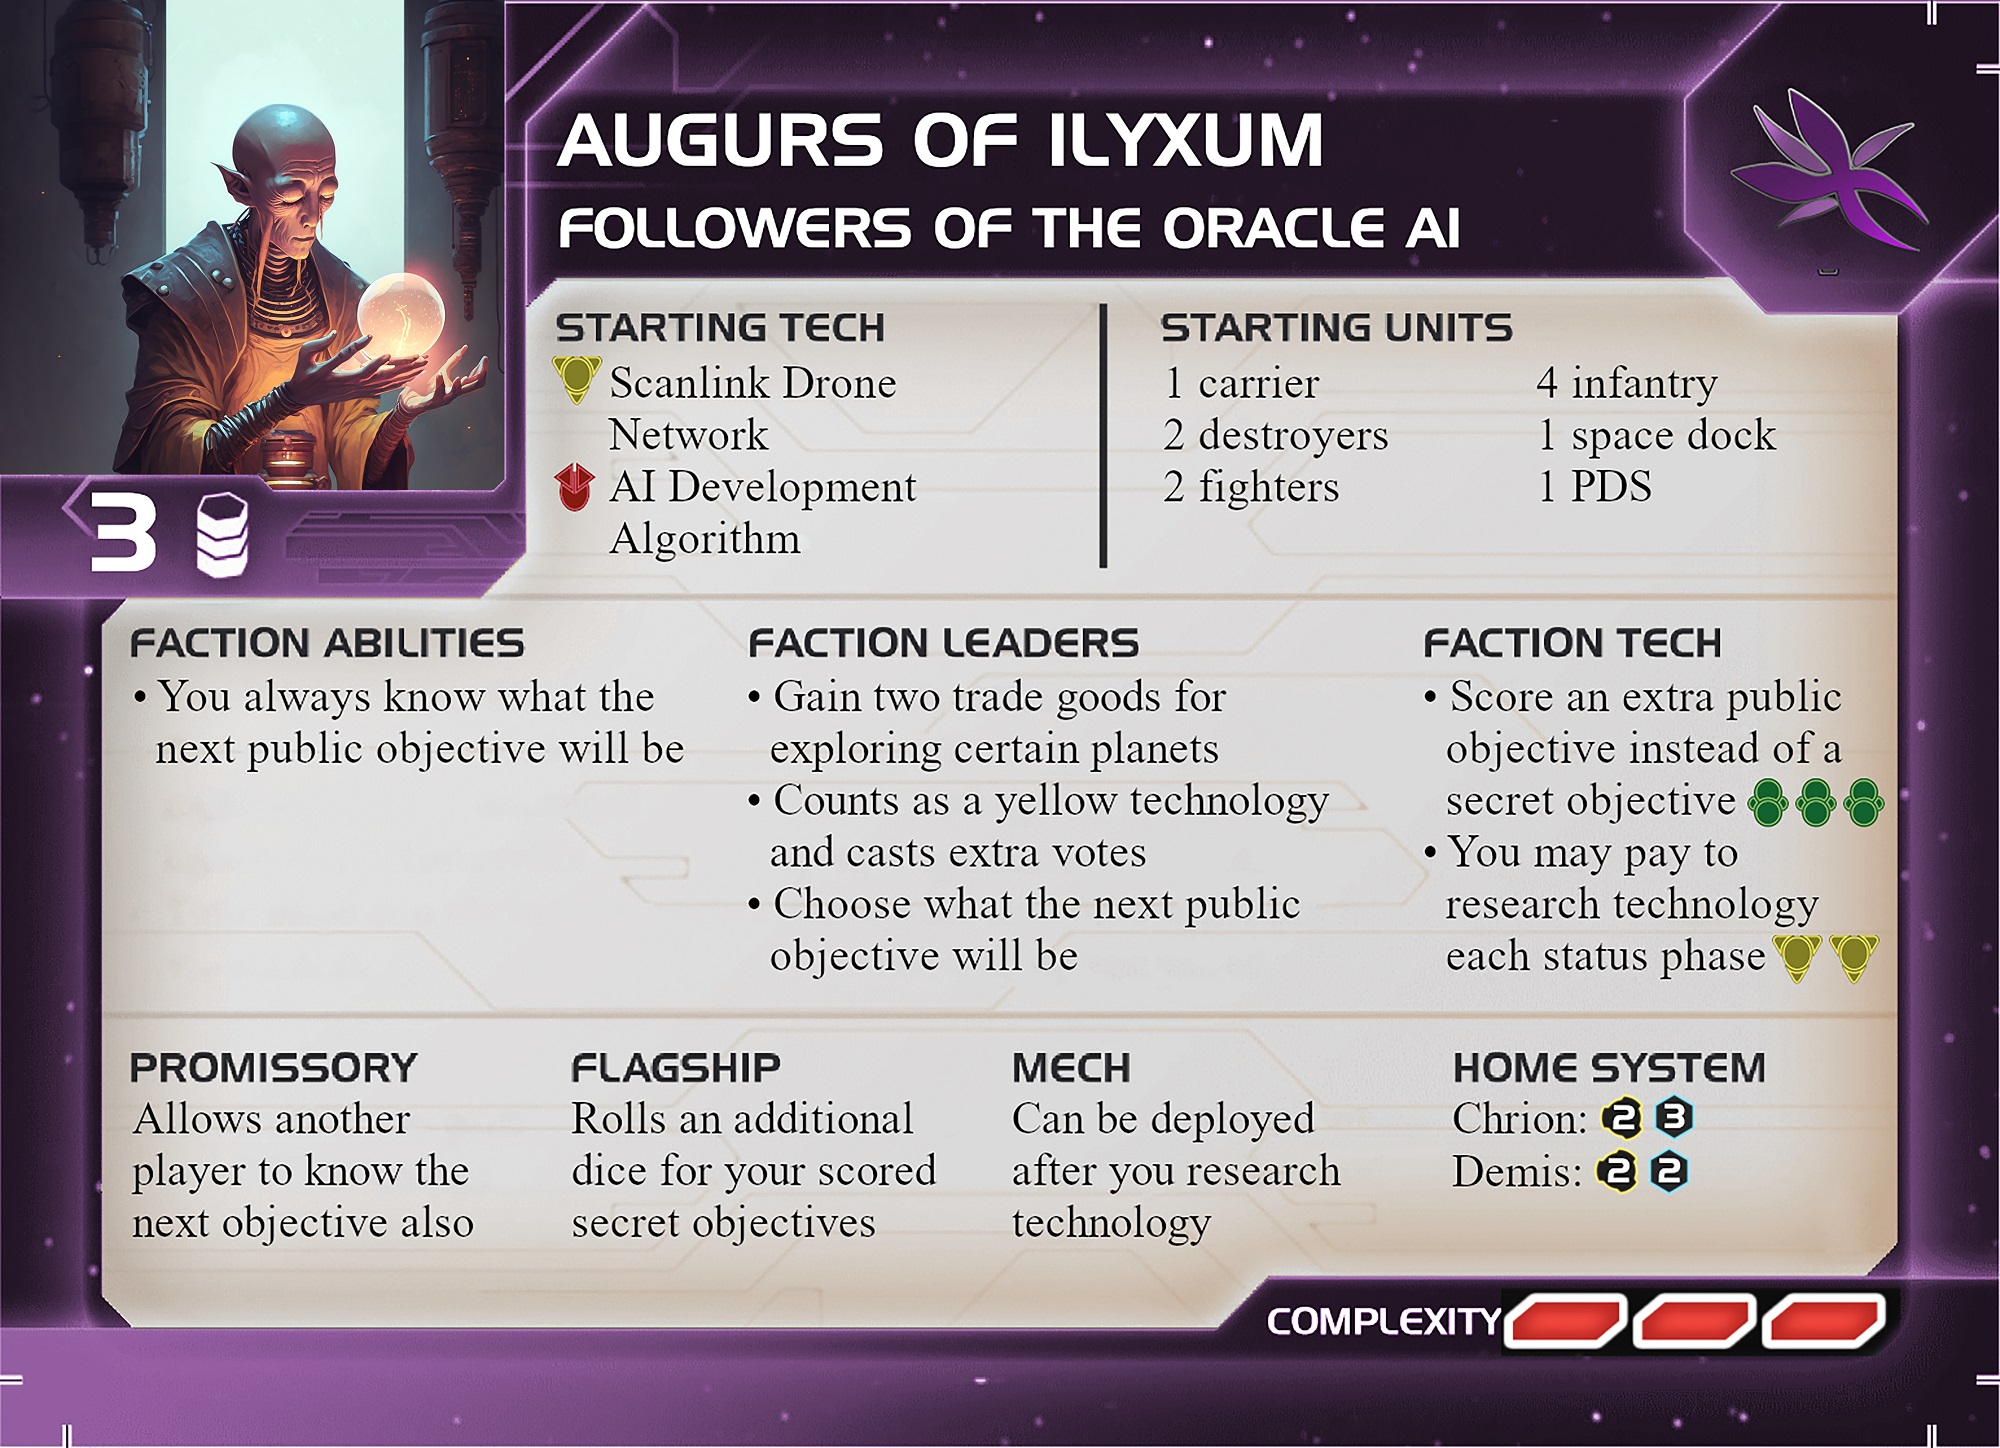 AUGURS OF ILYXUM
FOLLOWERS OF THE ORACLE AI
3
STARTING TECH
Scanlink Drone
Network
AI Development
Algorithm
STARTING UNITS
1 carrier
2 destroyers
2 fighters
4 infantry
1 space dock
1 PDS
FACTION ABILITIES
• You always know what the
next public objective will be
FACTION LEADERS
• Gain two trade goods for
exploring certain planets
• Counts as a yellow technology
and casts extra votes
• Choose what the next public
objective will be
FACTION TECH
• Score an extra public
objective instead of a
secret objective
• You may pay to
research technology
each status phase
PROMISSORY
Allows another
player to know the
next objective also
FLAGSHIP
Rolls an additional
dice for your scored
secret objectives
MECH
Can be deployed
after you research
technology
HOME SYSTEM
Chrion: 2 3
Demis: 2 2
COMPLEXITY